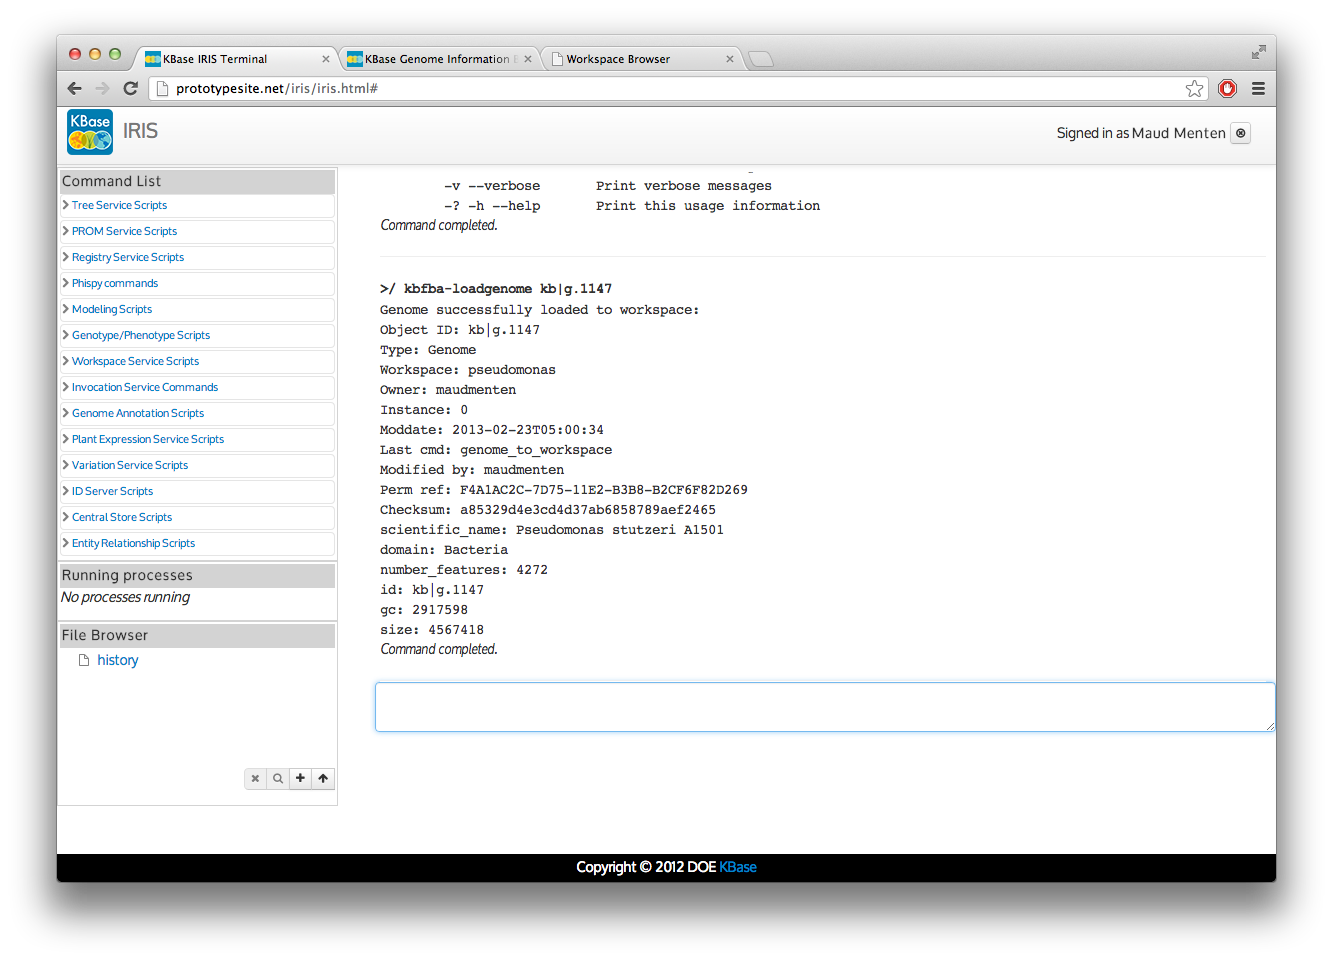 KBase IRIS Terminal
KBase Genome Information
Workspace Browser
prototypesite.net/iris/iris.html#
KBase
IRIS
Signed in as Maud Menten
Command List
Tree Service Scripts
PROM Service Scripts
Registry Service Scripts
Phispy commands
Modeling Scripts
Genotype/Phenotype Scripts
Workspace Service Scripts
Invocation Service Commands
Genome Annotation Scripts
Plant Expression Service Scripts
Variation Service Scripts
ID Server Scripts
Central Store Scripts
Entity Relationship Scripts
Running processes
No processes running
File Browser
history
-v --verbose Print verbose messages
-? -h --help Print this usage information
Command completed.
>/ kbfba-loadgenome kb|g.1147
Genome successfully loaded to workspace:
Object ID: kb|g.1147
Type: Genome
Workspace: pseudomonas
Owner: maudmenten
Instance: 0
Moddate: 2013-02-23T05:00:34
Last cmd: genome_to_workspace
Modified by: maudmenten
Perm ref: F4A1AC2C-7D75-11E2-B3B8-B2CF6F82D269
Checksum: a85329d4e3cd4d37ab6858789aef2465
scientific_name: Pseudomonas stutzeri A1501
domain: Bacteria
number_features: 4272
id: kb|g.1147
gc: 2917598
size: 4567418
Command completed.
Copyright © 2012 DOE KBase